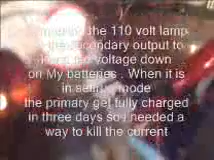 the 110 volt lamp
secondary output to
voltage down
on My batteries . When it is
in mode
the primary get fully charged
in three days so i needed a
way to kill the current